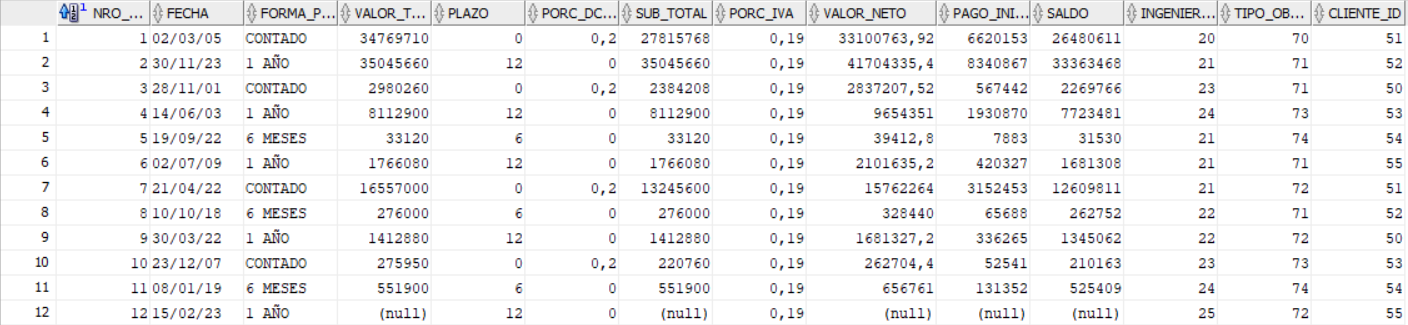 NRO_... FECHA FORMA_P... VALOR_T... PLAZO PORC_DC... SUB_TOTAL PORC_IVA VALOR_NETO PAGO_INI... SALDO INGENIER... TIPO_OB... CLIENTE_ID
1 1 02/03/05 CONTADO 34769710 0 0,2 27815768 0,19 33100763,92 6620153 26480611 20 70 51
2 2 30/11/23 1 AÑO 35045660 12 0 35045660 0,19 41704335,4 8340867 33363468 21 71 52
3 3 28/11/01 CONTADO 2980260 0 0,2 2384208 0,19 2837207,52 567442 2269766 23 71 50
4 4 14/06/03 1 AÑO 8112900 12 0 8112900 0,19 9654351 1930870 7723481 24 73 53
5 5 19/09/22 6 MESES 33120 6 0 33120 0,19 39412,8 7883 31530 21 74 54
6 6 02/07/09 1 AÑO 1766080 12 0 1766080 0,19 2101635,2 420327 1681308 21 71 55
7 7 21/04/22 CONTADO 16557000 0 0,2 13245600 0,19 15762264 3152453 12609811 21 72 51
8 8 10/10/18 6 MESES 276000 6 0 276000 0,19 328440 65688 262752 22 71 52
9 9 30/03/22 1 AÑO 1412880 12 0 1412880 0,19 1681327,2 336265 1345062 22 72 50
10 10 23/12/07 CONTADO 275950 0 0,2 220760 0,19 262704,4 52541 210163 23 73 53
11 11 08/01/19 6 MESES 551900 6 0 551900 0,19 656761 131352 525409 24 74 54
12 12 15/02/23 1 AÑO (null) 12 0 (null) 0,19 (null) (null) (null) 25 72 55